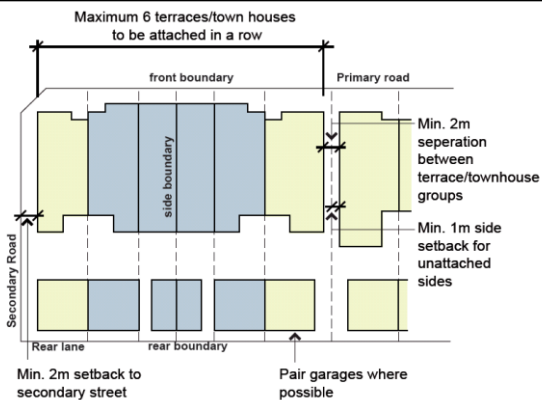 Maximum 6 terraces/town houses
to be attached in a row
front boundary
Primary road
Min. 2m
seperation
between
terrace/townhouse
groups
side boundary
Min. 1m side
setback for
unattached
sides
Secondary Road
Rear lane
rear boundary
Min. 2m setback to
secondary street
Pair garages where
possible